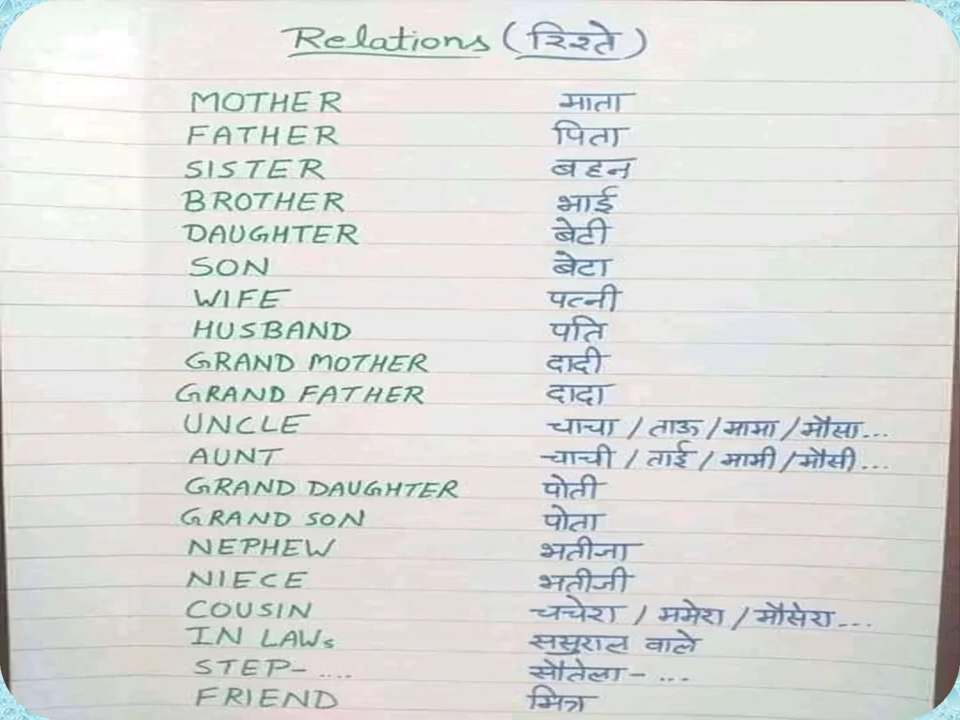 Relations (रिश्ते)
MOTHER माता
FATHER पिता
SISTER बहन
BROTHER भाई
DAUGHTER बेटी
SON बेटा
WIFE पत्नी
HUSBAND पति
GRAND MOTHER दादी
GRAND FATHER दादा
UNCLE चाचा / ताऊ / मामा / मौसा...
AUNT चाची / ताई / मामी / मौसी...
GRAND DAUGHTER पोती
GRAND SON पोता
NEPHEW भतीजा
NIECE भतीजी
COUSIN चचेरा / ममेरा / मौसेरा...
IN LAWs ससुराल वाले
STEP-.... सौतेला-...
FRIEND मित्र